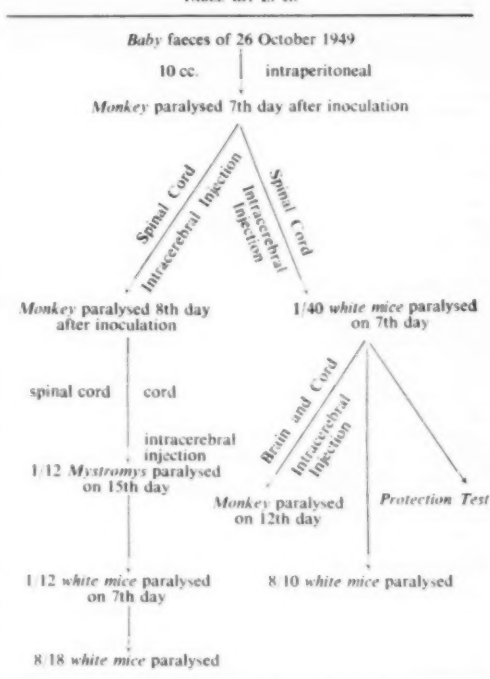 Baby faeces of 26 October 1949
10 cc. intraperitoneal
Monkey paralysed 7th day after inoculation
Spinal Cord
Intracerebral Injection
Spinal Cord
Intracerebral
Injection
Monkey paralysed 8th day
after inoculation
1/40 white mice paralysed
on 7th day
spinal cord cord
intracerebral
injection
1/12 Mystromys paralysed
on 15th day
Brain and Cord
Intracerebral
Injection
Monkey paralysed
on 12th day
Protection Test
1/12 white mice paralysed
on 7th day
8/10 white mice paralysed
8/18 white mice paralysed